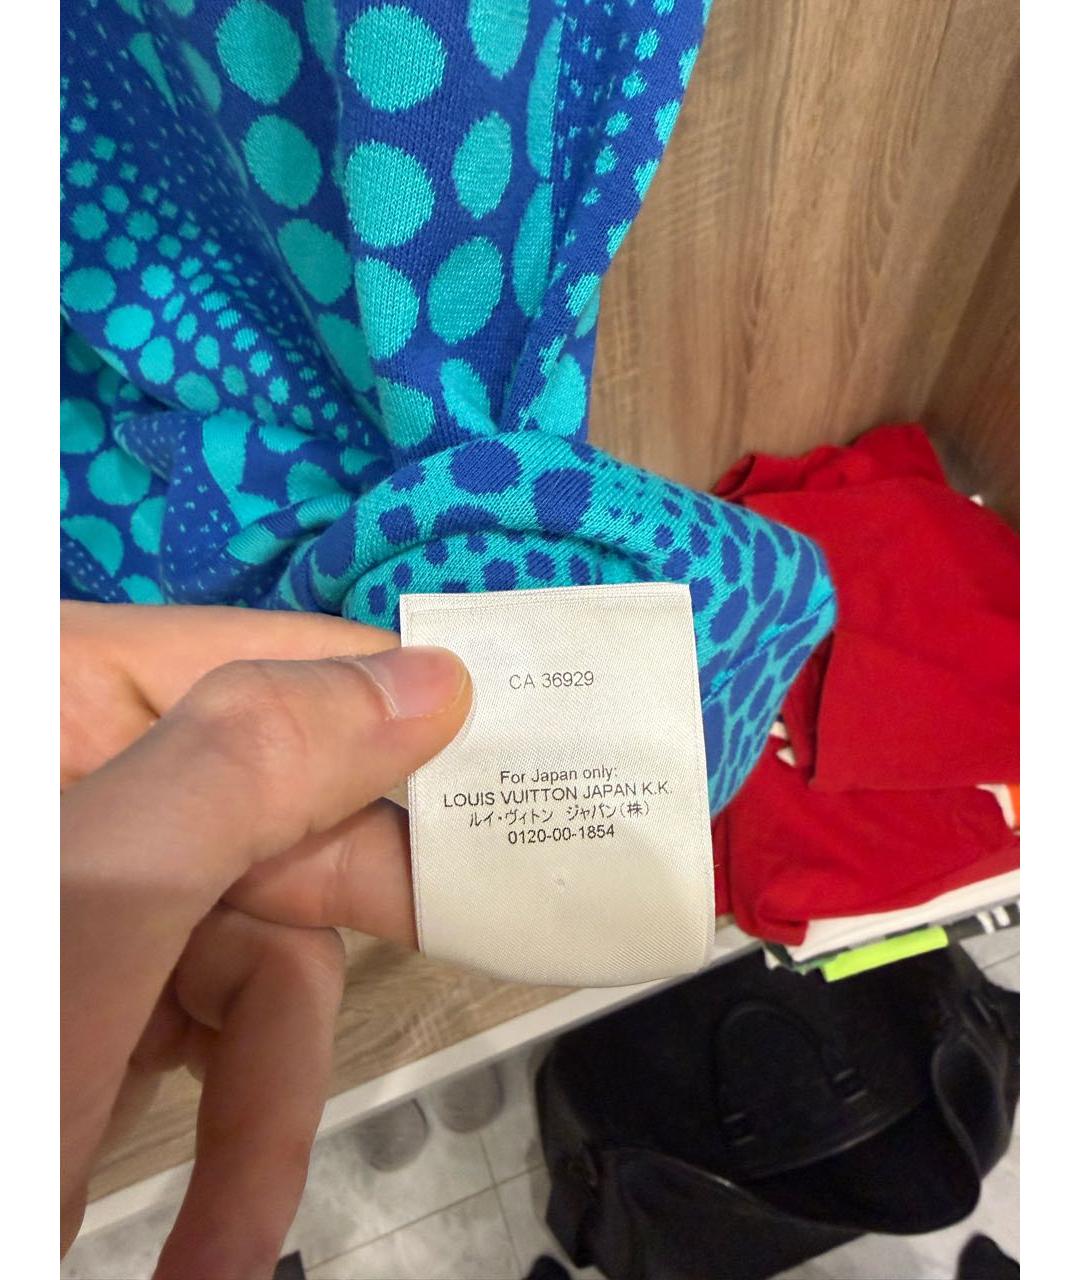 CA 36929
For Japan only:
LOUIS VUITTON JAPAN K.K.
ルイ・ヴィトン ジャパン(株)
0120-00-1854